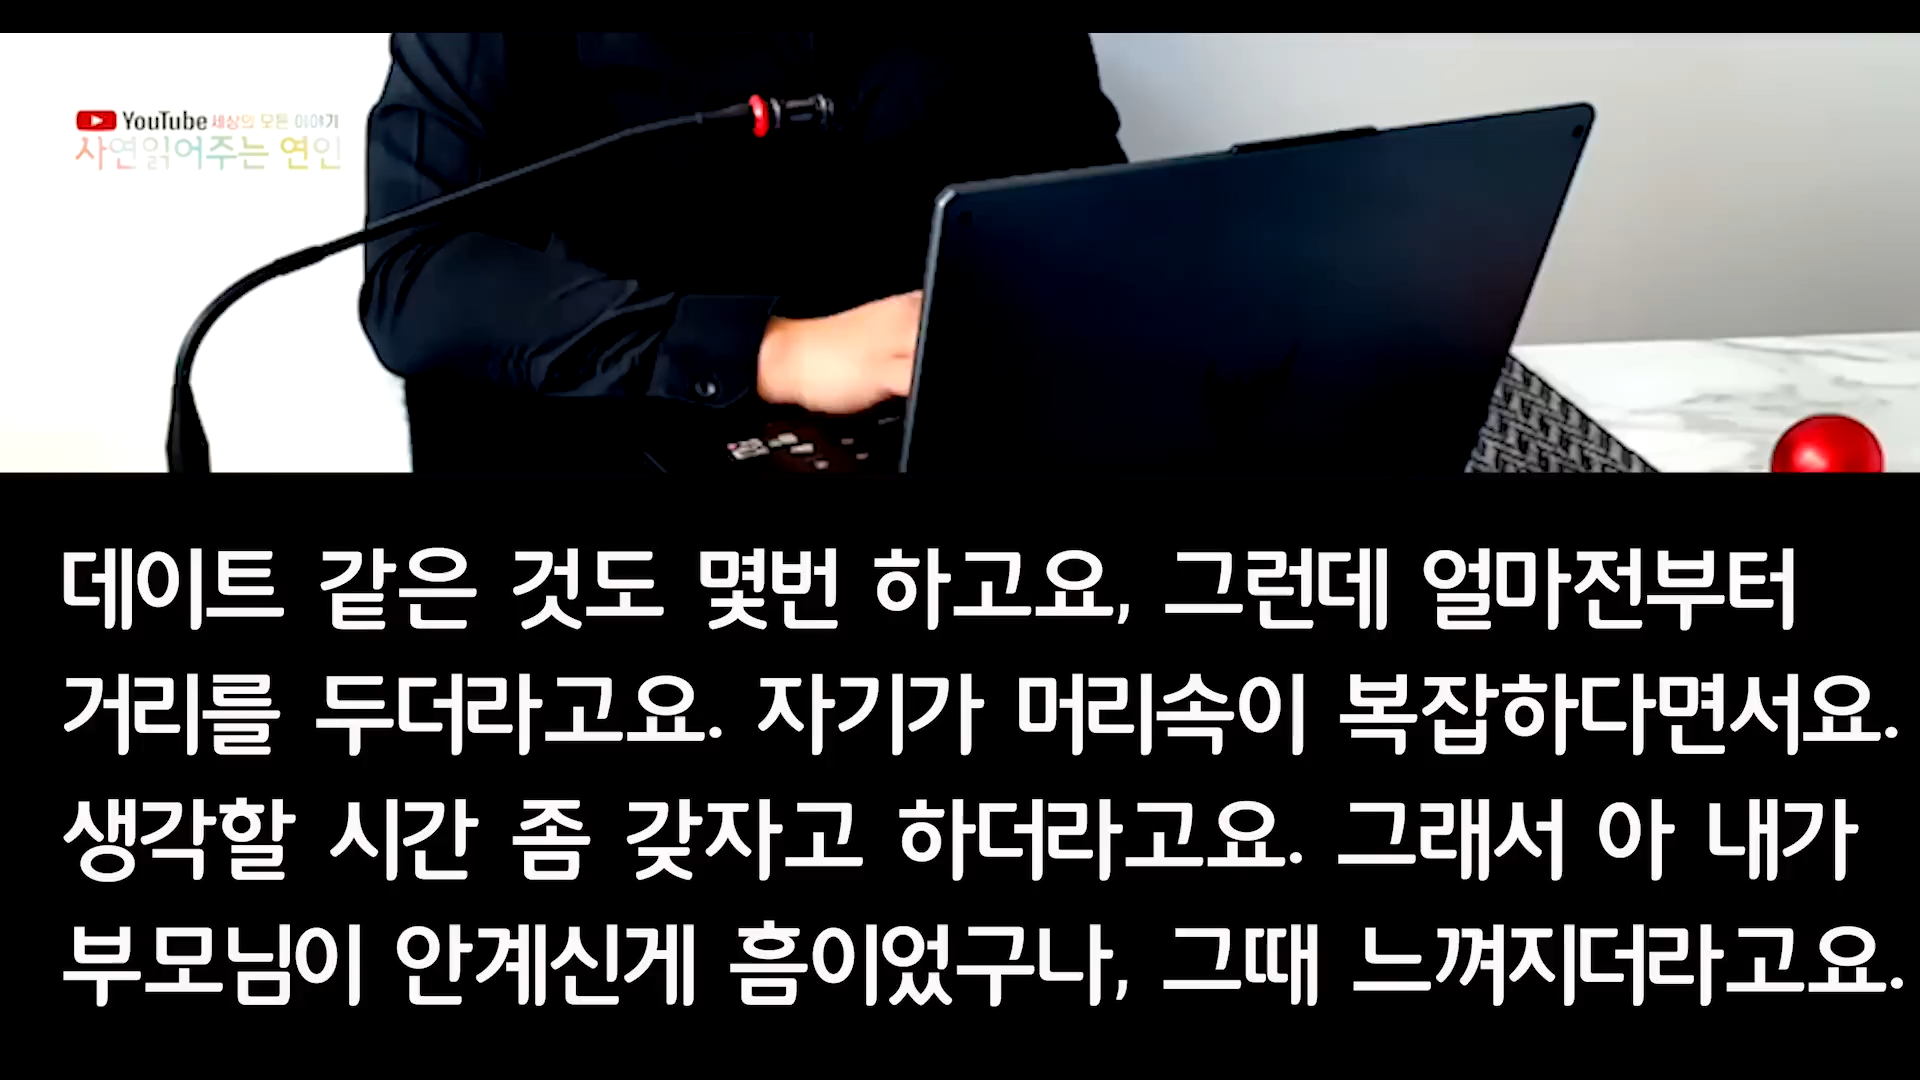 YouTube 세상의 모든 이야기
사연읽어주는 연인
데이트 같은 것도 몇번 하고요, 그런데 얼마전부터
거리를 두더라고요. 자기가 머리속이 복잡하다면서요.
생각할 시간 좀 갖자고 하더라고요. 그래서 아 내가
부모님이 안계신게 흠이었구나, 그때 느껴지더라고요.